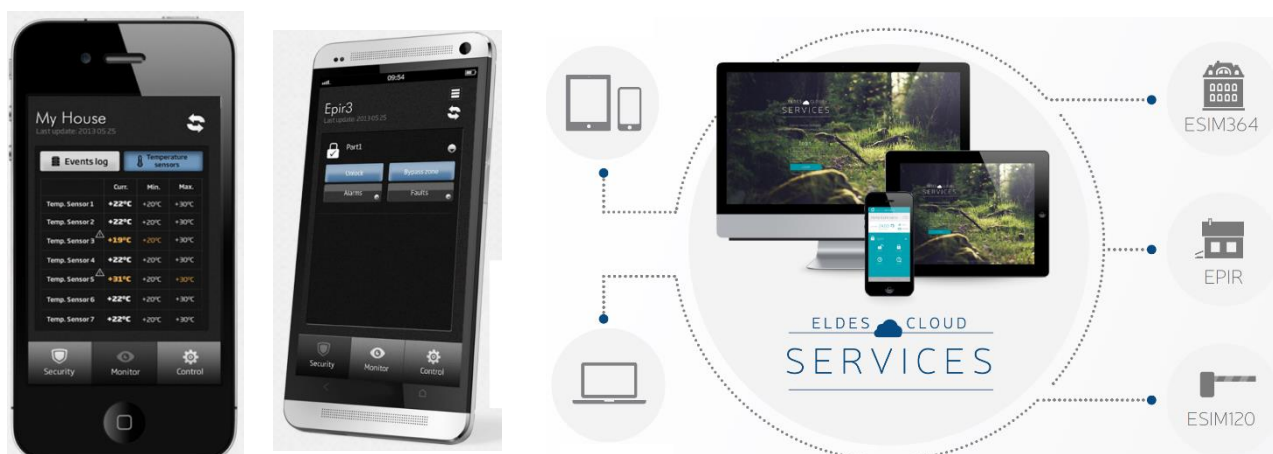 My House
Last update: 2013 05 25
Events log
Temperature sensors
Curr. Min. Max.
Temp. Sensor 1 +22°C +20°C +30°C
Temp. Sensor 2 +22°C +20°C +30°C
Temp. Sensor 3 +19°C +20°C +30°C
Temp. Sensor 4 +22°C +20°C +30°C
Temp. Sensor 5 +31°C +20°C +30°C
Temp. Sensor 6 +22°C +20°C +30°C
Temp. Sensor 7 +22°C +20°C +30°C
Security Monitor Control
09:54
Epir3
Last update: 2013 05 25
Part1
Unlock Bypass zone
Alarms Faults
Security Monitor Control
ELDES CLOUD
SERVICES
SERVICES
ELDES CLOUD
SERVICES
ESIM364
EPIR
ESIM120